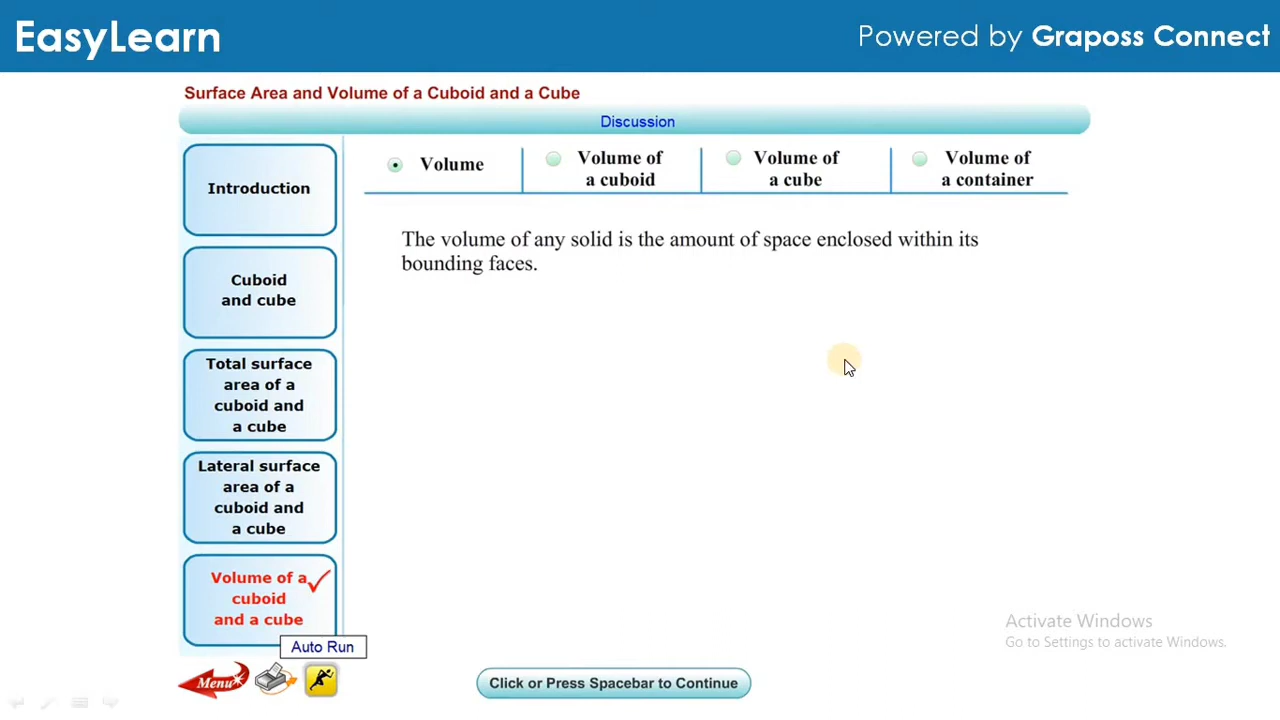 EasyLearn
Powered by Graposs Connect
Surface Area and Volume of a Cuboid and a Cube
Discussion
Introduction
Cuboid
and cube
Total surface
area of a
cuboid and
a cube
Lateral surface
area of a
cuboid and
a cube
Volume of a
cuboid
and a cube
Auto Run
Menu
Volume
Volume of
a cuboid
Volume of
a cube
Volume of
a container
The volume of any solid is the amount of space enclosed within its
bounding faces.
Click or Press Spacebar to Continue
Activate Windows
Go to Settings to activate Windows.